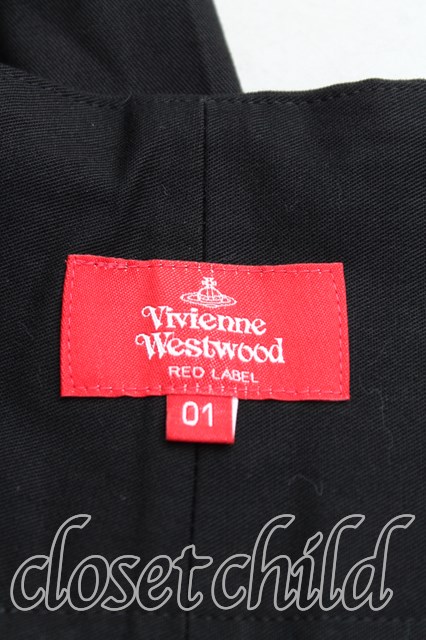 Vivienne
Westwood
RED LABEL
01
closet child